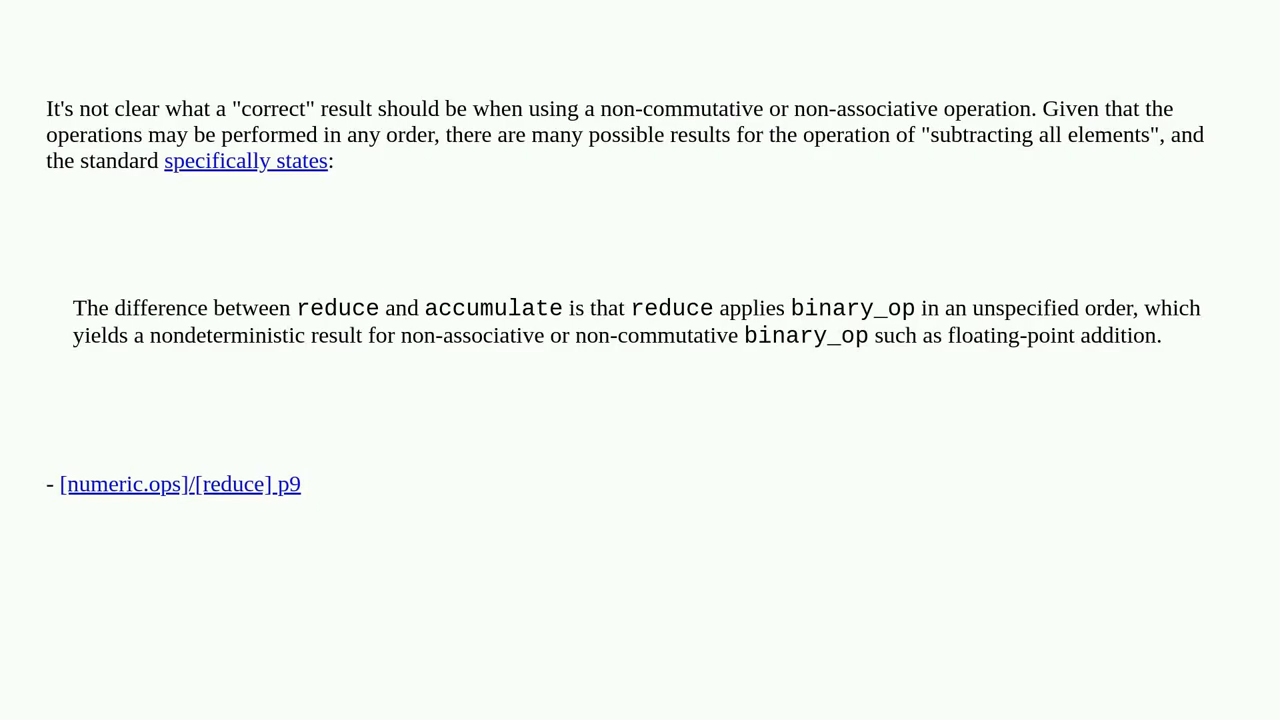 It's not clear what a "correct" result should be when using a non-commutative or non-associative operation. Given that the
operations may be performed in any order, there are many possible results for the operation of "subtracting all elements", and
the standard specifically states:
The difference between reduce and accumulate is that reduce applies binary_op in an unspecified order, which
yields a nondeterministic result for non-associative or non-commutative binary_op such as floating-point addition.
- [numeric.ops]/[reduce] p9